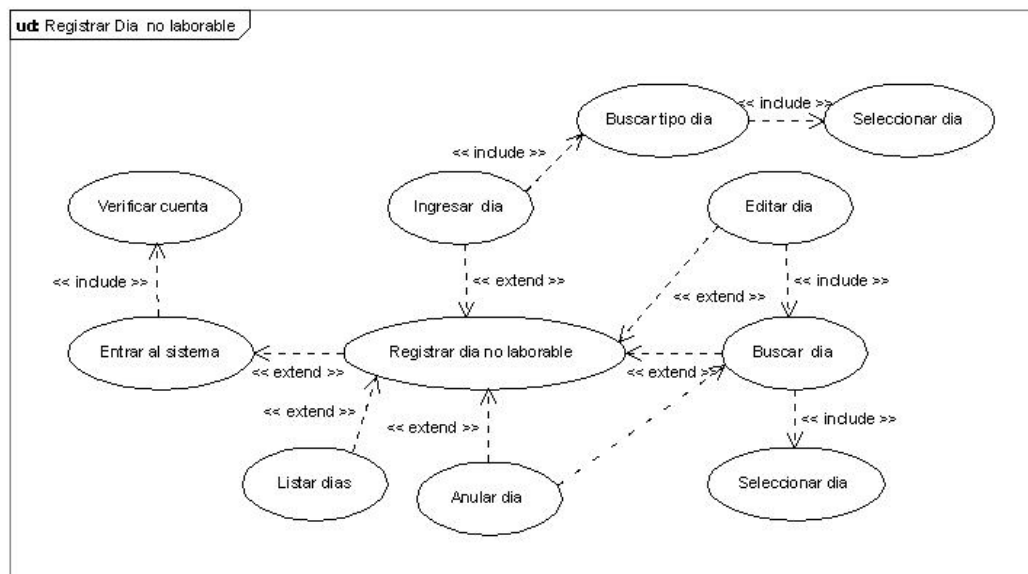 ud: Registrar Dia no laborable
Buscar tipo dia
<< include >>
Seleccionar dia
<< include >>
Verificar cuenta
Ingresar dia
Editar dia
<< include >>
<< extend >>
<< extend >>
<< include >>
Entrar al sistema
<< extend >>
Registrar dia no laborable
<< extend >>
Buscar dia
<< extend >>
<< extend >>
<< include >>
Listar dias
Anular dia
Seleccionar dia